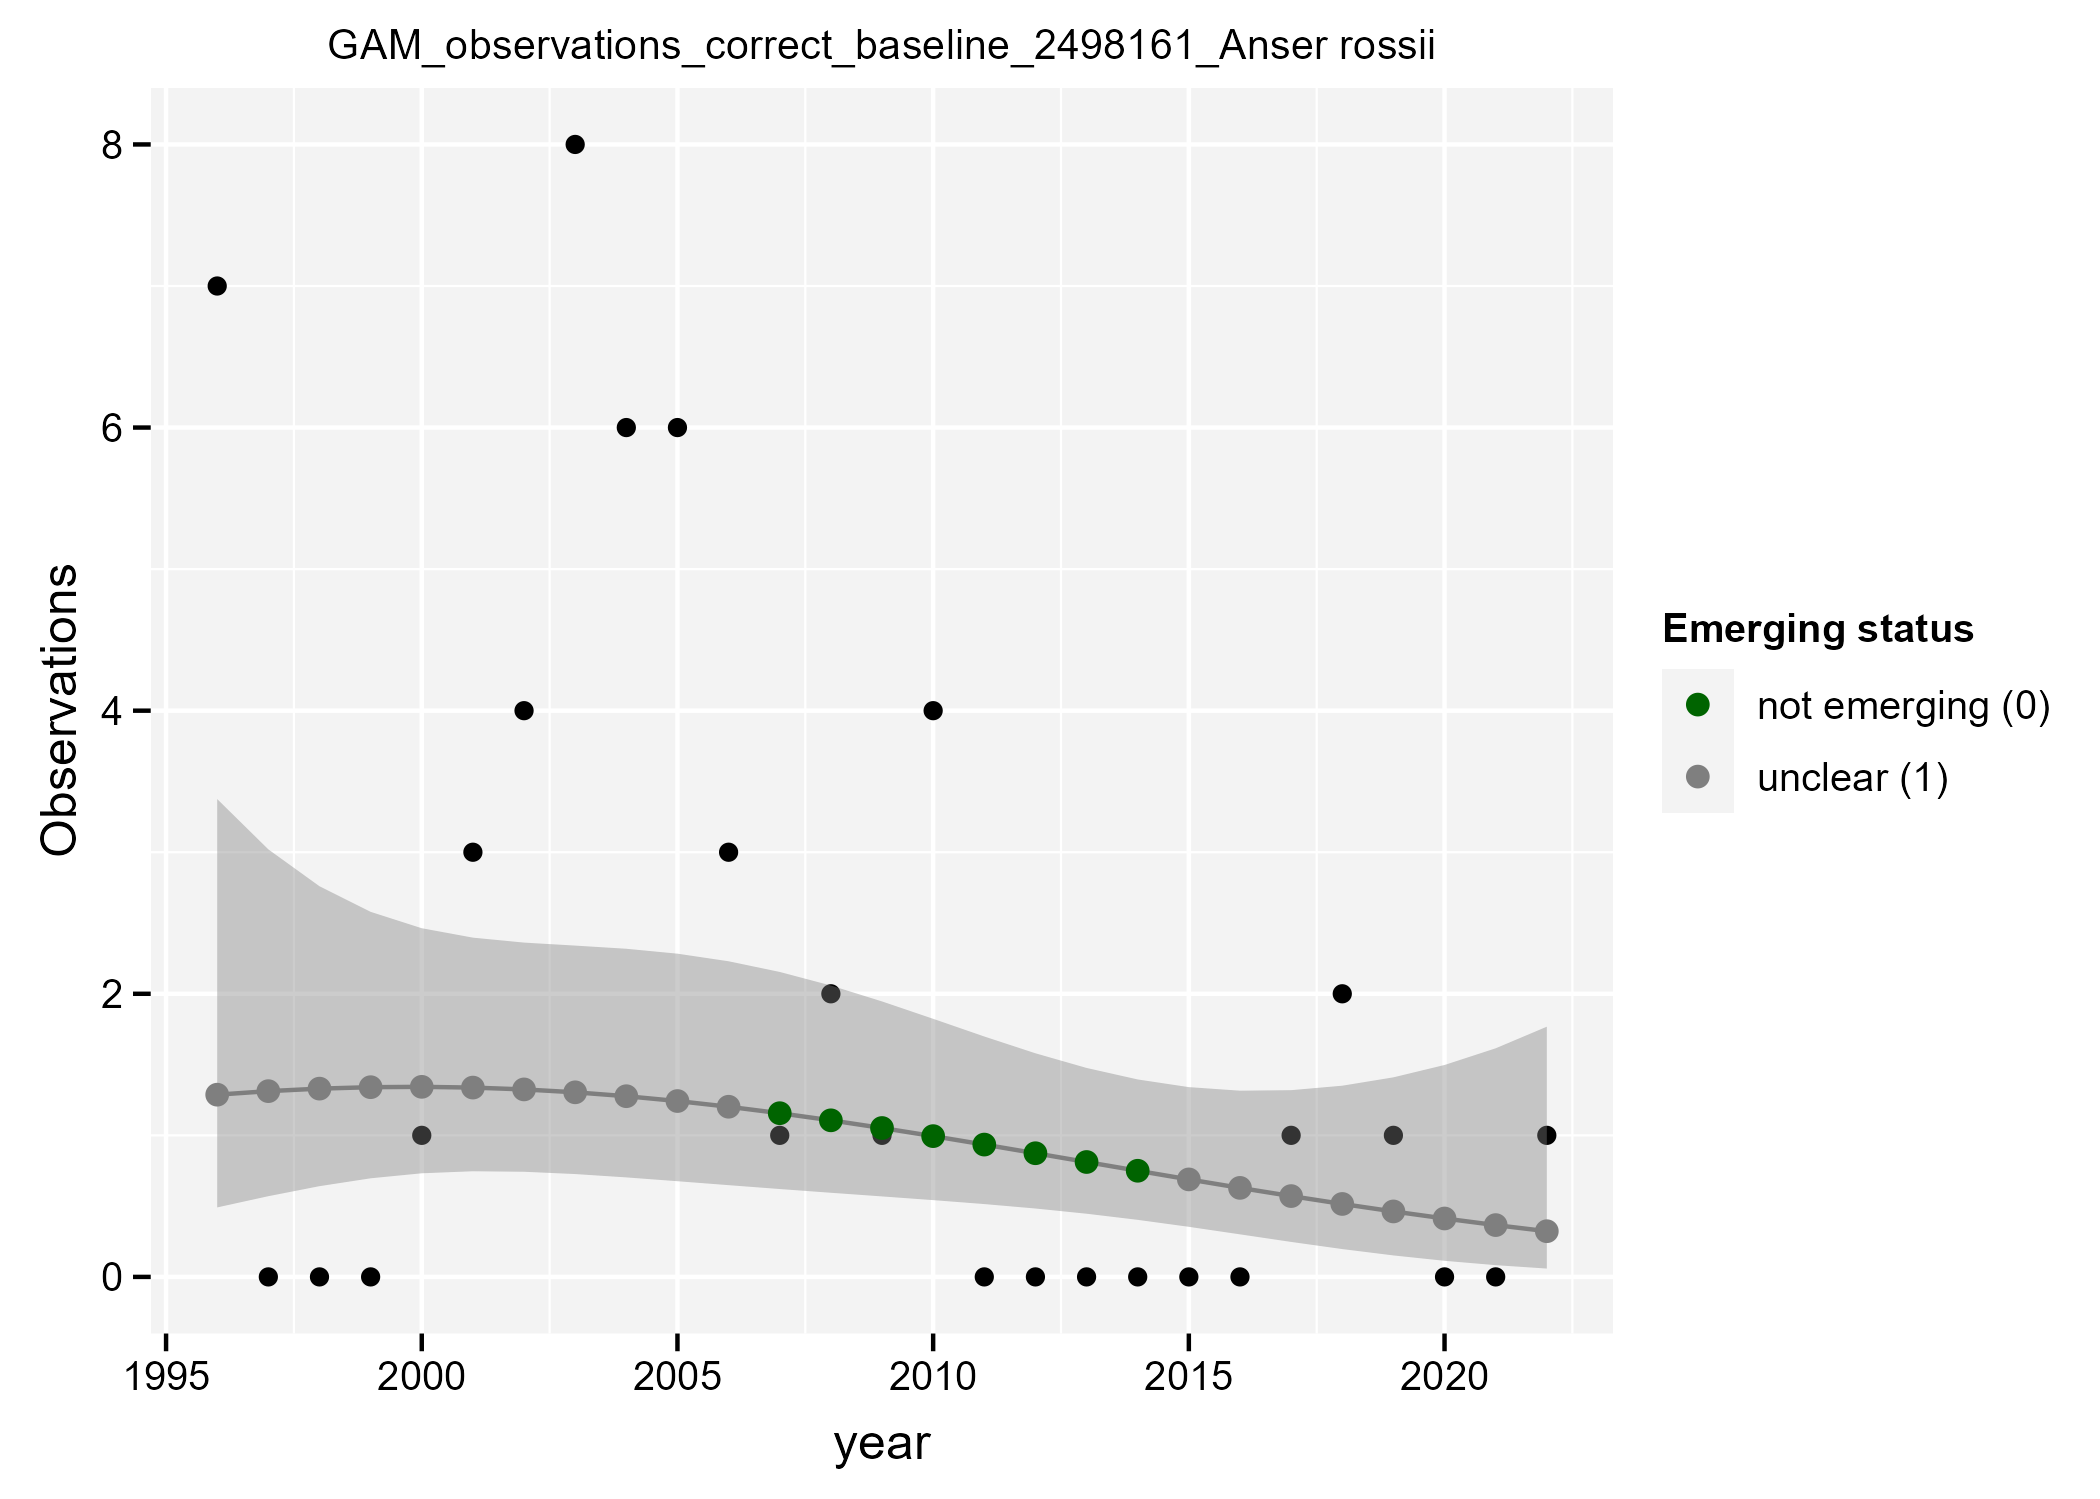 GAM_observations_correct_baseline_2498161_Anser rossii
8
6
4
2
0
Observations
1995
2000
2005
2010
2015
2020
year
Emerging status
not emerging (0)
unclear (1)